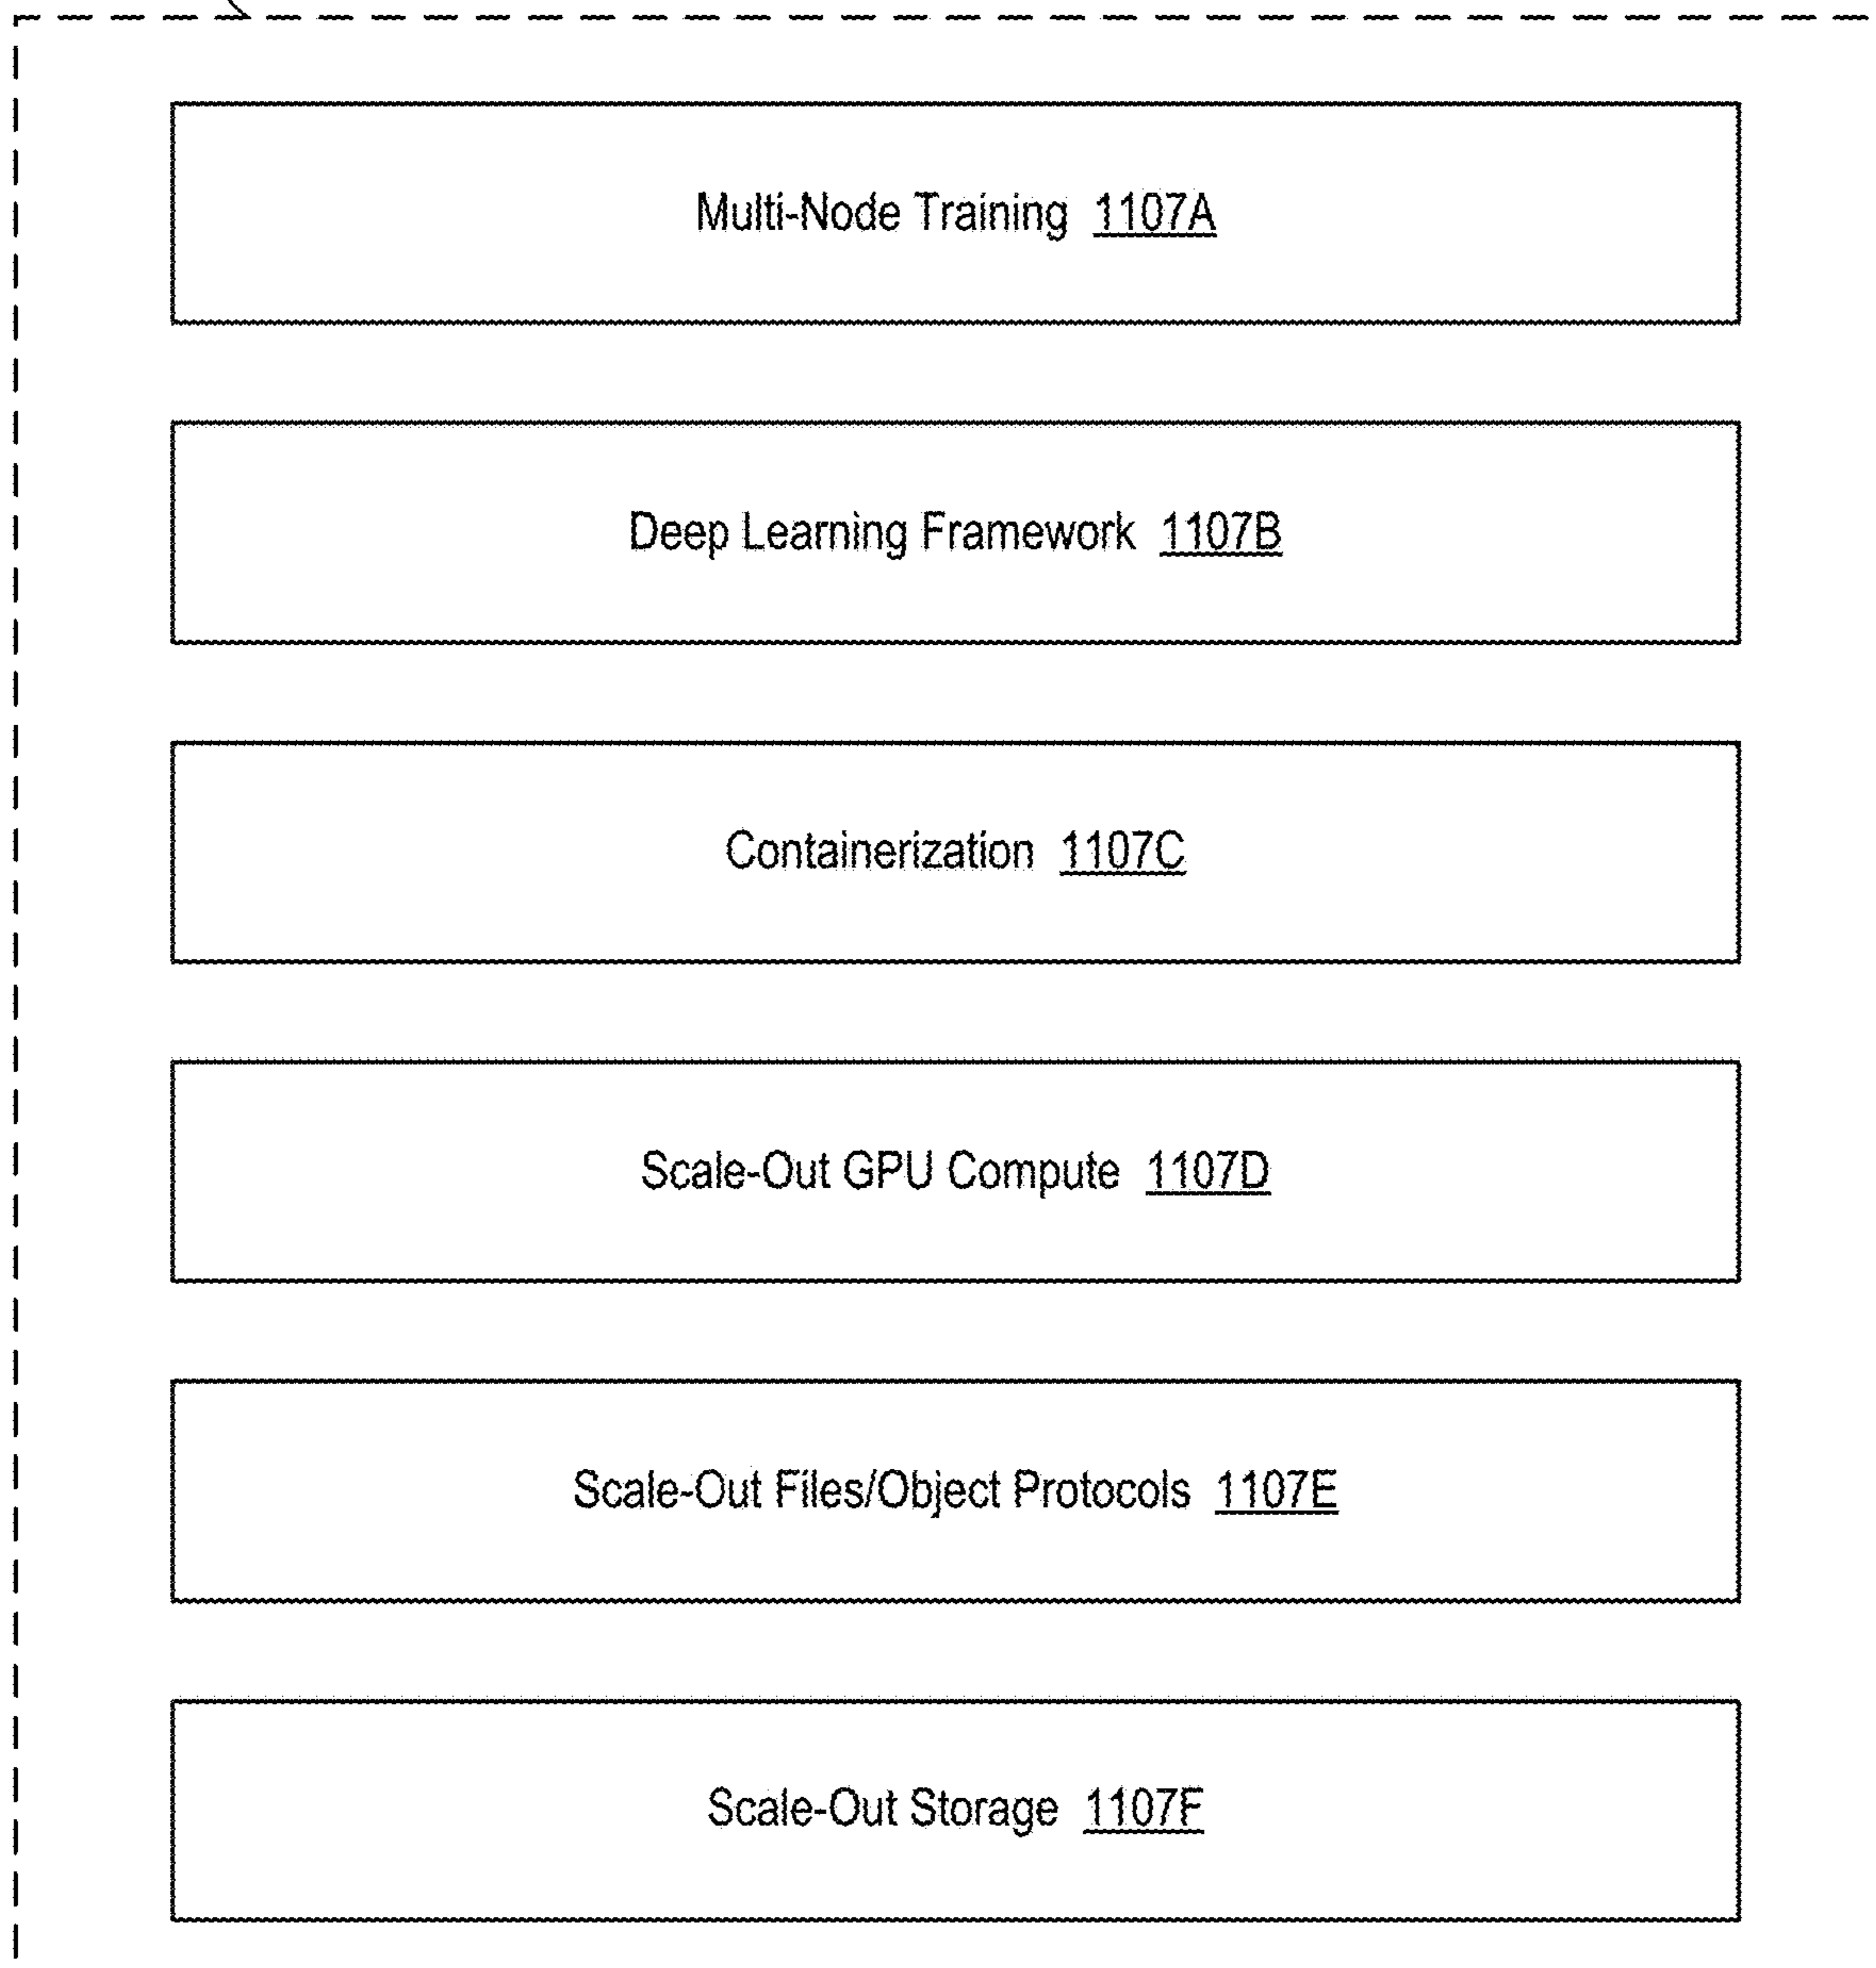 Multi-Node Training 1107A
Deep Learning Framework 1107B
Containerization 1107C
Scale-Out GPU Compute 1107D
Scale-Out Files/Object Protocols 1107E
Scale-Out Storage 1107F